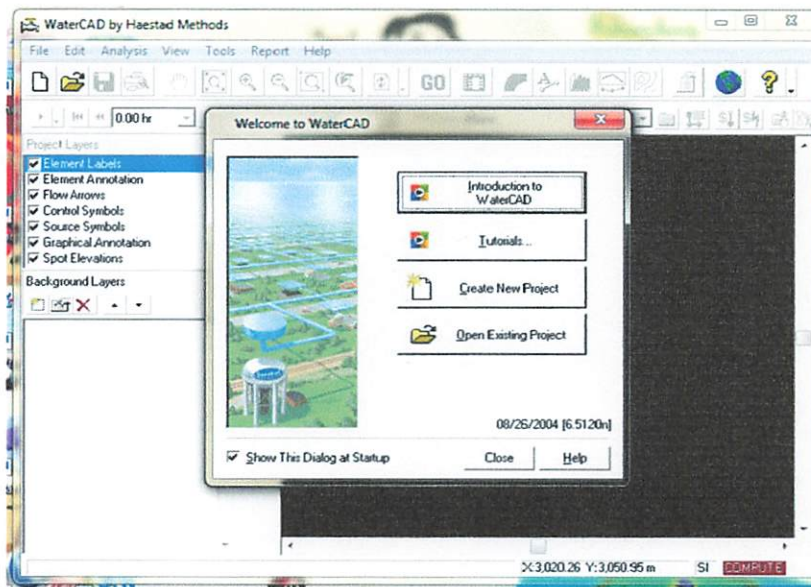 WaterCAD by Haestad Methods
File Edit Analysis View Tools Report Help
GO
0.00 hr
Welcome to WaterCAD
Project Layers
Element Labels
Element Annotation
Flow Arrows
Control Symbols
Source Symbols
Graphical Annotation
Spot Elevations
Background Layers
Introduction to
WaterCAD
Tutorials...
Create New Project
Open Existing Project
08/26/2004 [6.5120n]
Show This Dialog at Startup
Close
Help
X:3,020.26 Y:3,050.95 m
SI
COMPUTE